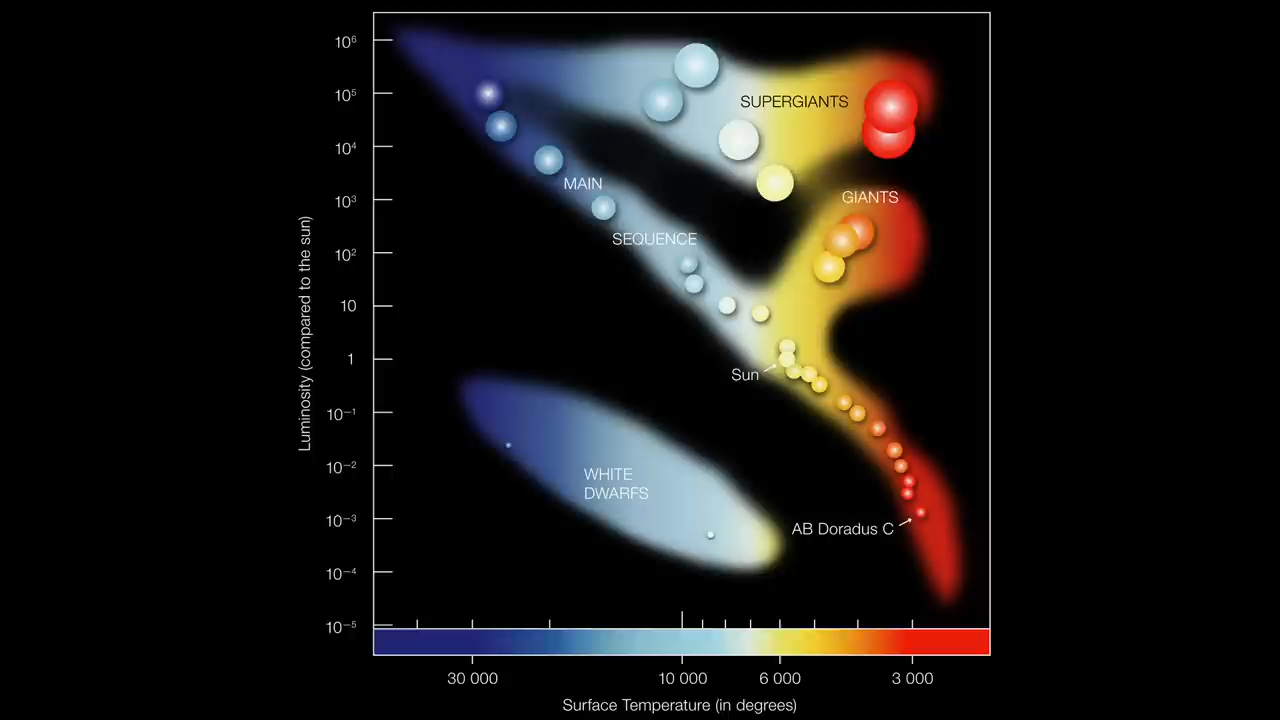 10⁶
10⁵
SUPERGIANTS
10⁴
MAIN
10³
GIANTS
SEQUENCE
10²
10
1
Sun
10⁻¹
10⁻²
WHITE
DWARFS
10⁻³
AB Doradus C
10⁻⁴
10⁻⁵
Luminosity (compared to the sun)
30 000
10 000
6 000
3 000
Surface Temperature (in degrees)